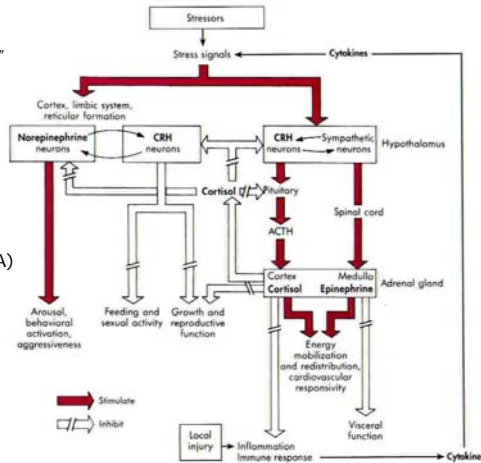 Stressors
Stress signals
Cytokines
Cortex, limbic system,
reticular formation
Norepinephrine
neurons
CRH
neurons
CRH
neurons
Sympathetic
neurons
Hypothalamus
Cortisol
Pituitary
Spinal cord
ACTH
A)
Cortex
Cortisol
Medulla
Epinephrine
Adrenal gland
Arousal,
behavioral
activation,
aggressiveness
Feeding and
sexual activity
Growth and
reproductive
function
Energy
mobilization
and redistribution,
cardiovascular
responsivity
Stimulate
Inhibit
Visceral
function
Local
injury
Inflammation
Immune response
Cytokine